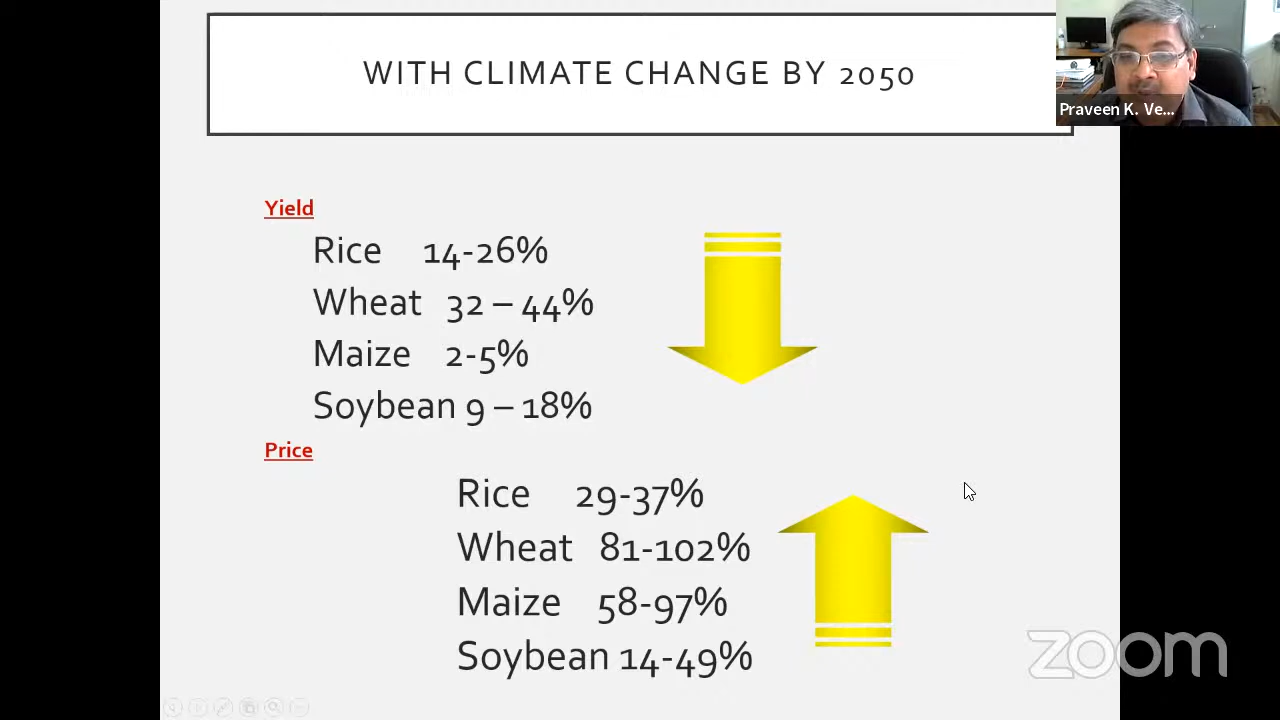 WITH CLIMATE CHANGE BY 2050
Praveen K. Ve...
Yield
Rice 14-26%
Wheat 32 – 44%
Maize 2-5%
Soybean 9 – 18%
Price
Rice 29-37%
Wheat 81-102%
Maize 58-97%
Soybean 14-49%
zoom